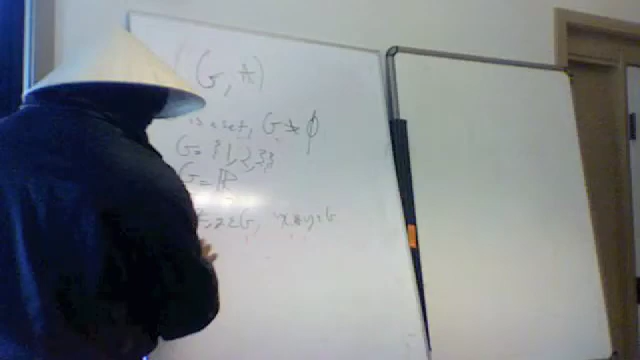 (G, *)
is a set, G ≠ ∅
G = {1, 2, 3}
G = ℝ
z ∈ G, x * y ∈ G